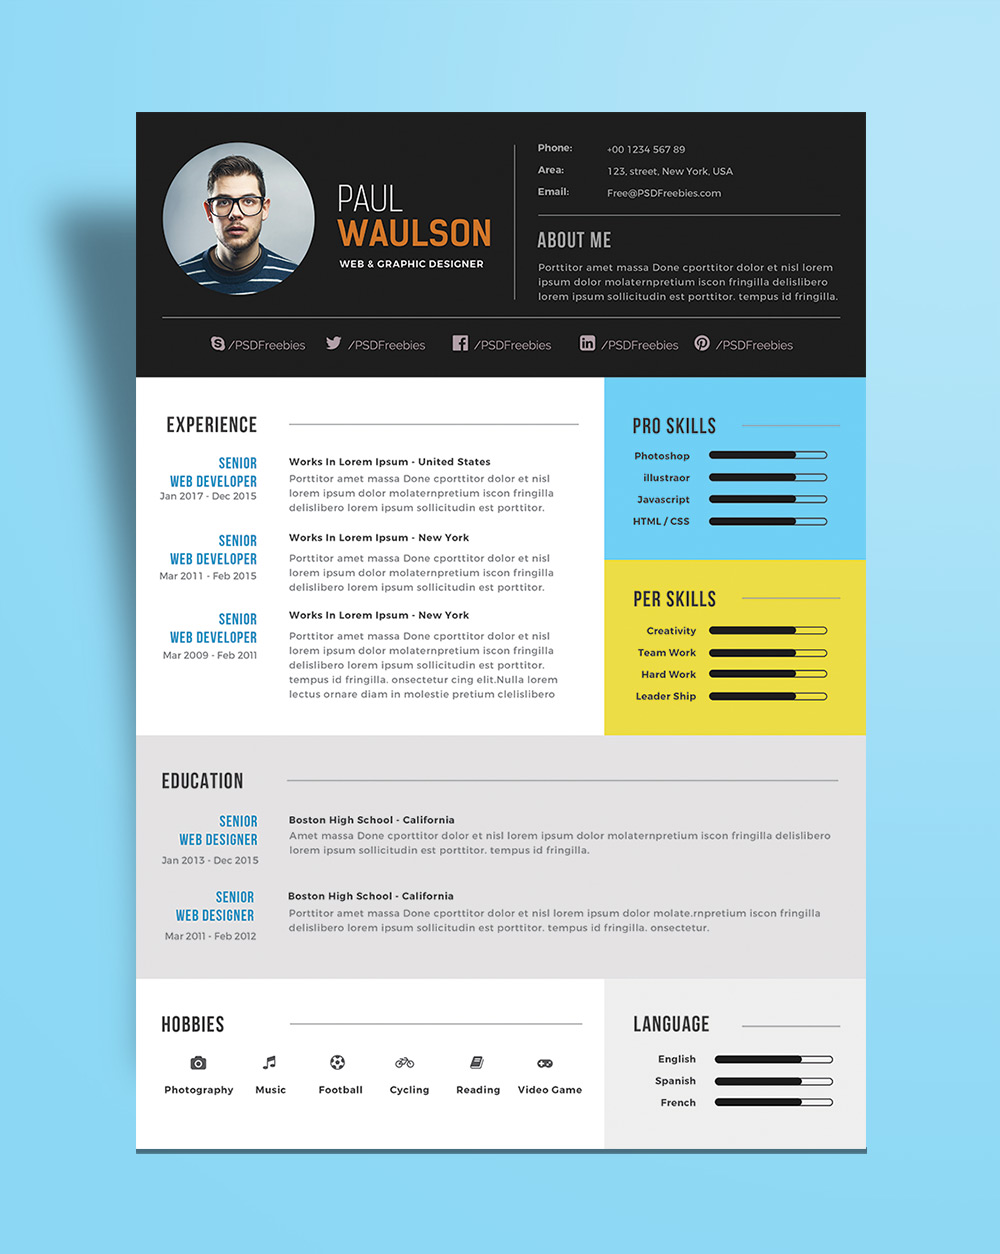 PAUL
WAULSON
WEB & GRAPHIC DESIGNER
Phone: +00 1234 567 89
Area: 123, street, New York, USA
Email: Free@PSDFreebies.com
ABOUT ME
Porttitor amet massa Done cporttitor dolor et nisl lorem
ipsum dolor molaternpretium iscon fringilla delislibero
lorem ipsum sollicitudin est porttitor. tempus id fringilla.
/PSDFreebies /PSDFreebies /PSDFreebies /PSDFreebies /PSDFreebies
EXPERIENCE
SENIOR
WEB DEVELOPER
Jan 2017 - Dec 2015
Works In Lorem Ipsum - United States
Porttitor amet massa Done cporttitor dolor et nisl
lorem ipsum dolor molaternpretium iscon fringilla
delislibero lorem ipsum sollicitudin est porttitor.
SENIOR
WEB DEVELOPER
Mar 2011 - Feb 2015
Works In Lorem Ipsum - New York
Porttitor amet massa Done cporttitor dolor et nisl
lorem ipsum dolor molaternpretium iscon fringilla
delislibero lorem ipsum sollicitudin est porttitor.
SENIOR
WEB DEVELOPER
Mar 2009 - Feb 2011
Works In Lorem Ipsum - New York
Porttitor amet massa Done cporttitor dolor et nisl
lorem ipsum dolor molaternpretium iscon fringilla
delislibero lorem ipsum sollicitudin est porttitor.
tempus id fringilla. onsectetur cing elit.Nulla lorem
lectus ornare diam in molestie pretium clelislibero
PRO SKILLS
Photoshop
illustraor
Javascript
HTML / CSS
PER SKILLS
Creativity
Team Work
Hard Work
Leader Ship
EDUCATION
SENIOR
WEB DESIGNER
Jan 2013 - Dec 2015
Boston High School - California
Amet massa Done cporttitor dolor et nisl lorem ipsum dolor molaternpretium iscon fringilla delislibero
lorem ipsum sollicitudin est porttitor. tempus id fringilla.
SENIOR
WEB DESIGNER
Mar 2011 - Feb 2012
Boston High School - California
Porttitor amet massa Done cporttitor dolor et nisl lorem ipsum dolor molate.rnpretium iscon fringilla
delislibero lorem ipsum sollicitudin est porttitor. tempus id fringilla. onsectetur.
HOBBIES
Photography Music Football Cycling Reading Video Game
LANGUAGE
English
Spanish
French